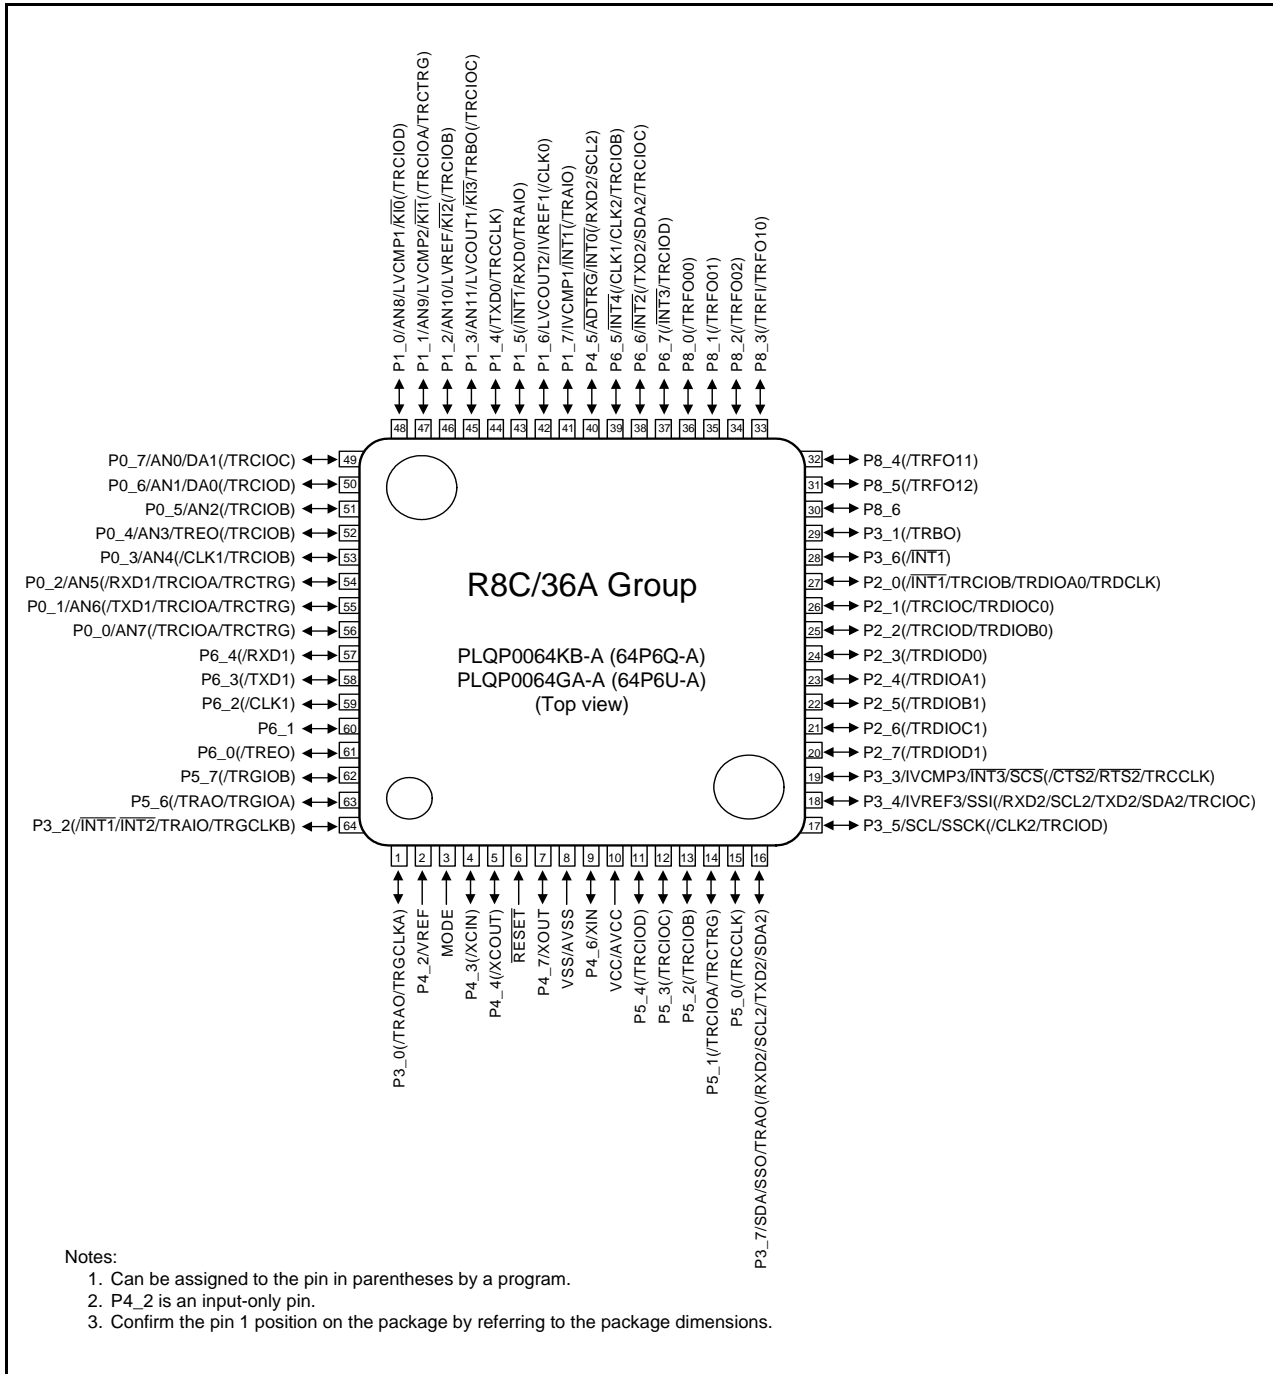 P1_0/AN8/LVCMP1/KI0(/TRCIOD)
P1_1/AN9/LVCMP2/KI1(/TRCIOA/TRCTRG)
P1_2/AN10/LVREF/KI2(/TRCIOB)
P1_3/AN11/LVCOUT1/KI3/TRBO(/TRCIOC)
P1_4(/TXD0/TRCCLK)
P1_5(/INT1/RXD0/TRAIO)
P1_6/LVCOUT2/IVREF1(/CLK0)
P1_7/IVCMP1/INT1(/TRAIO)
P4_5/ADTRG/INT0(/RXD2/SCL2)
P6_5/INT4(/CLK1/CLK2/TRCIOB)
P6_6/INT2(/TXD2/SDA2/TRCIOC)
P6_7(/INT3/TRCIOD)
P8_0(/TRFO00)
P8_1(/TRFO01)
P8_2(/TRFO02)
P8_3(/TRFI/TRFO10)
48 47 46 45 44 43 42 41 40 39 38 37 36 35 34 33
P0_7/AN0/DA1(/TRCIOC) 49
P0_6/AN1/DA0(/TRCIOD) 50
P0_5/AN2(/TRCIOB) 51
P0_4/AN3/TREO(/TRCIOB) 52
P0_3/AN4(/CLK1/TRCIOB) 53
P0_2/AN5(/RXD1/TRCIOA/TRCTRG) 54
P0_1/AN6(/TXD1/TRCIOA/TRCTRG) 55
P0_0/AN7(/TRCIOA/TRCTRG) 56
P6_4(/RXD1) 57
P6_3(/TXD1) 58
P6_2(/CLK1) 59
P6_1 60
P6_0(/TREO) 61
P5_7(/TRGIOB) 62
P5_6(/TRAO/TRGIOA) 63
P3_2(/INT1/INT2/TRAIO/TRGCLKB) 64
R8C/36A Group
PLQP0064KB-A (64P6Q-A)
PLQP0064GA-A (64P6U-A)
(Top view)
32 P8_4(/TRFO11)
31 P8_5(/TRFO12)
30 P8_6
29 P3_1(/TRBO)
28 P3_6(/INT1)
27 P2_0(/INT1/TRCIOB/TRDIOA0/TRDCLK)
26 P2_1(/TRCIOC/TRDIOC0)
25 P2_2(/TRCIOD/TRDIOB0)
24 P2_3(/TRDIOD0)
23 P2_4(/TRDIOA1)
22 P2_5(/TRDIOB1)
21 P2_6(/TRDIOC1)
20 P2_7(/TRDIOD1)
19 P3_3/IVCMP3/INT3/SCS(/CTS2/RTS2/TRCCLK)
18 P3_4/IVREF3/SSI(/RXD2/SCL2/TXD2/SDA2/TRCIOC)
17 P3_5/SCL/SSCK(/CLK2/TRCIOD)
1 2 3 4 5 6 7 8 9 10 11 12 13 14 15 16
P3_0(/TRAO/TRGCLKA)
P4_2/VREF
MODE
P4_3(/XCIN)
P4_4(/XCOUT)
RESET
P4_7/XOUT
VSS/AVSS
P4_6/XIN
VCC/AVCC
P5_4(/TRCIOD)
P5_3(/TRCIOC)
P5_2(/TRCIOB)
P5_1(/TRCIOA/TRCTRG)
P5_0(/TRCCLK)
P3_7/SDA/SSO/TRAO(/RXD2/SCL2/TXD2/SDA2)
Notes:
1. Can be assigned to the pin in parentheses by a program.
2. P4_2 is an input-only pin.
3. Confirm the pin 1 position on the package by referring to the package dimensions.